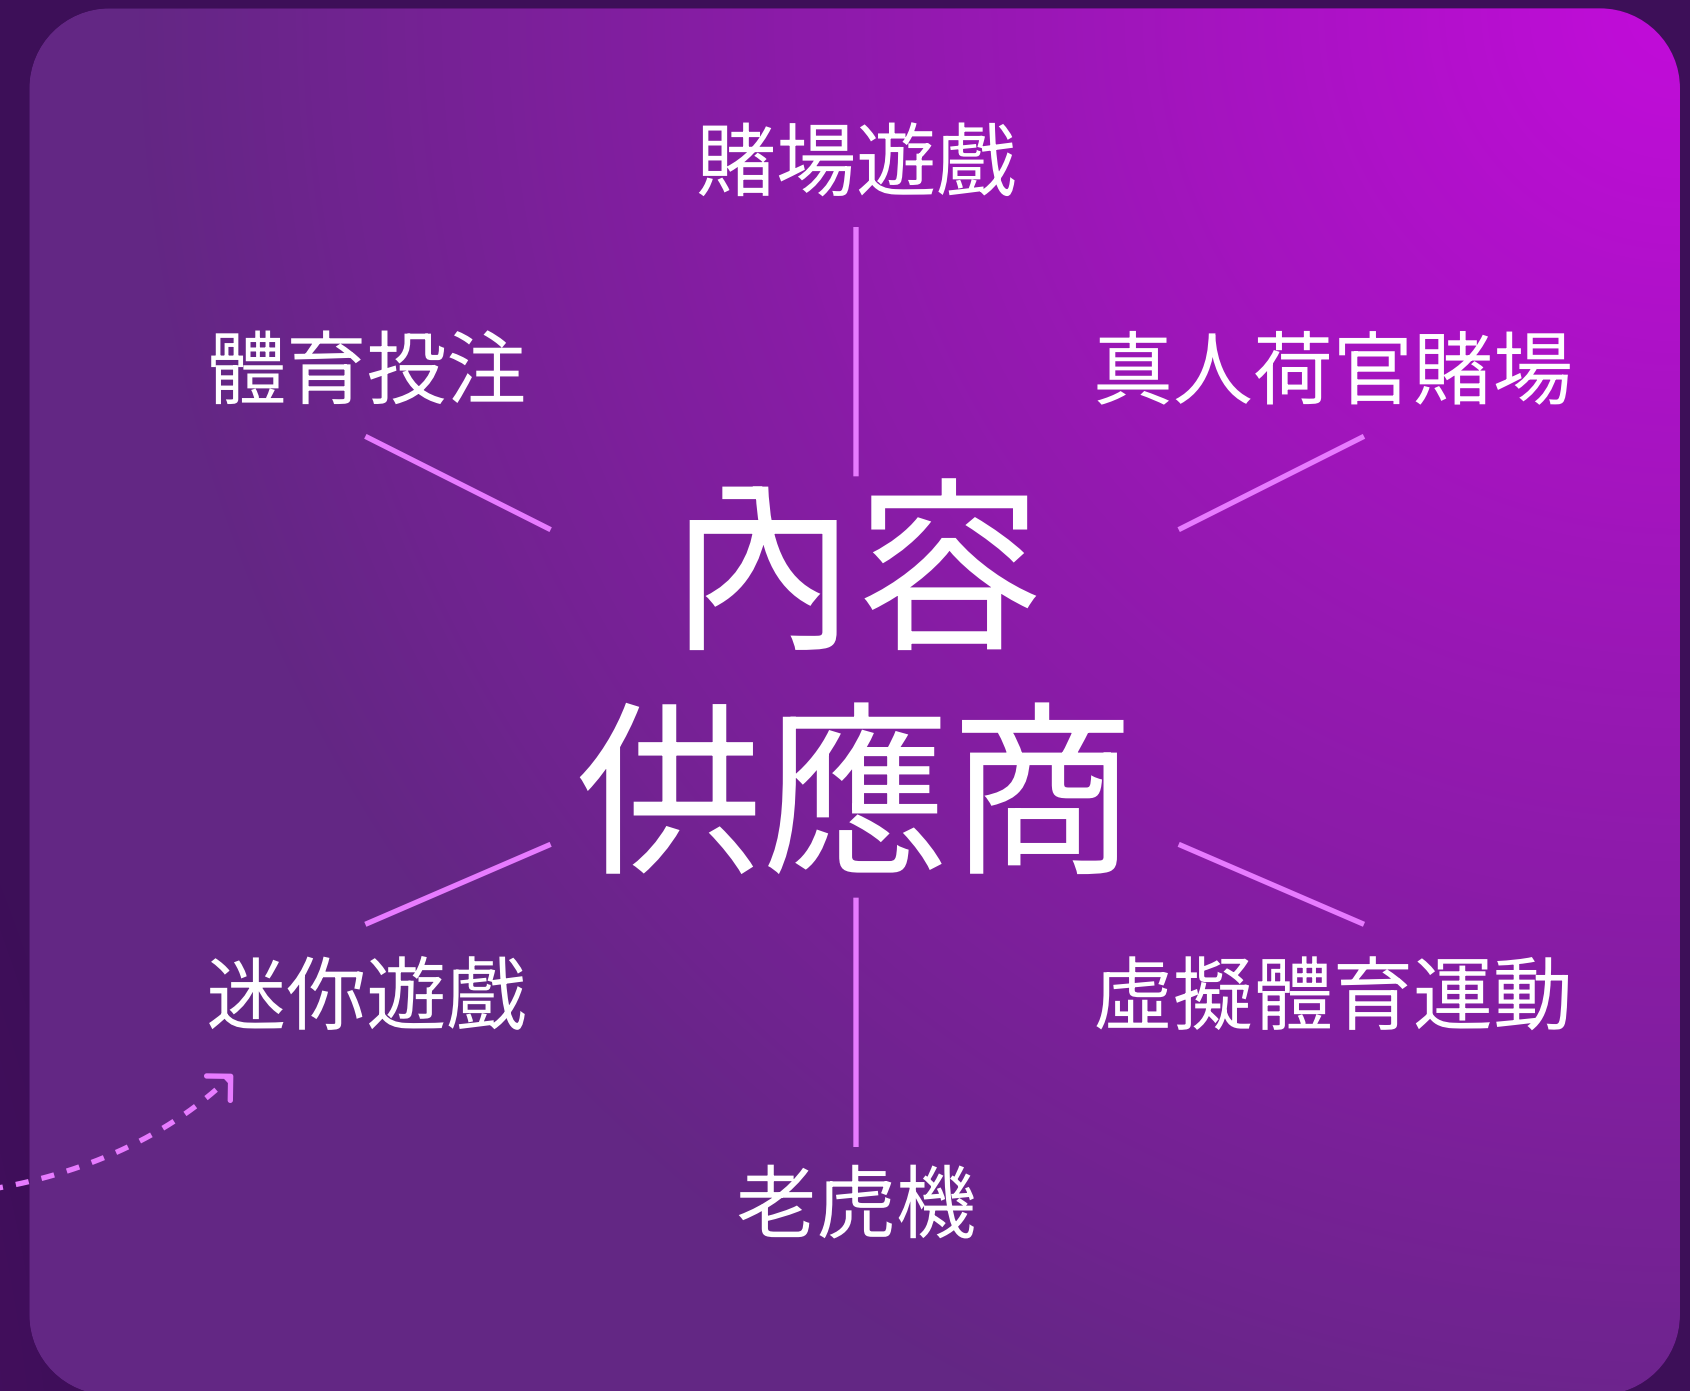 賭場遊戲
體育投注
真人荷官賭場
內容
供應商
迷你遊戲
虛擬體育運動
老虎機